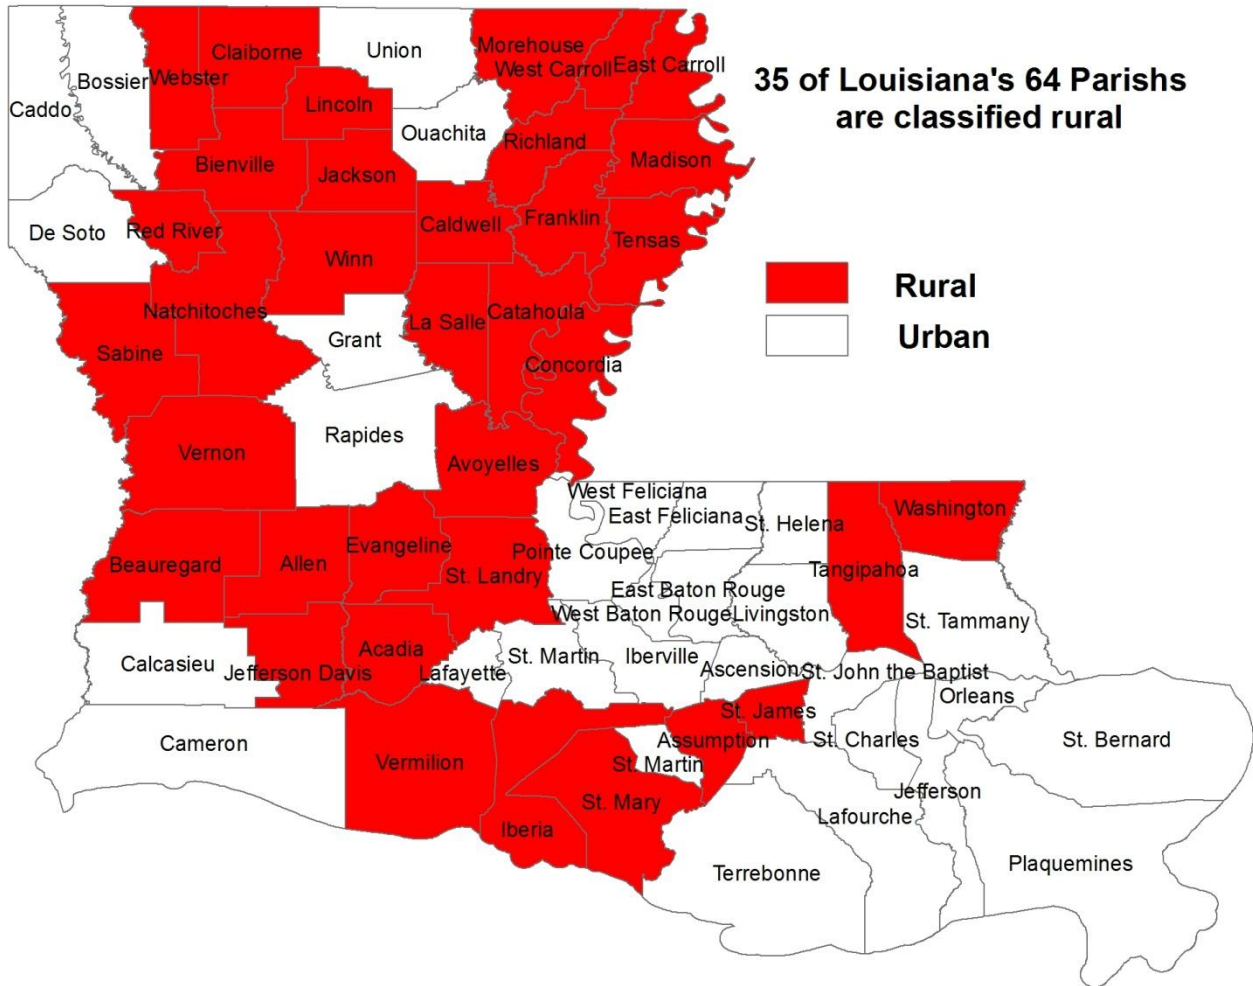 35 of Louisiana's 64 Parishs
are classified rural
Rural
Urban
Caddo
Bossier
Webster
Claiborne
Union
Morehouse
West Carroll
East Carroll
Lincoln
Ouachita
Richland
Madison
Bienville
Jackson
De Soto
Red River
Caldwell
Franklin
Tensas
Winn
Natchitoches
Sabine
Grant
La Salle
Catahoula
Concordia
Vernon
Rapides
Avoyelles
West Feliciana
East Feliciana
St. Helena
Washington
Beauregard
Allen
Evangeline
St. Landry
Pointe Coupee
East Baton Rouge
West Baton Rouge
Livingston
Tangipahoa
St. Tammany
Calcasieu
Jefferson Davis
Acadia
Lafayette
St. Martin
Iberville
Ascension
St. John the Baptist
Orleans
Cameron
Vermilion
St. James
Assumption
St. Martin
St. Charles
St. Bernard
Iberia
St. Mary
Jefferson
Lafourche
Terrebonne
Plaquemines